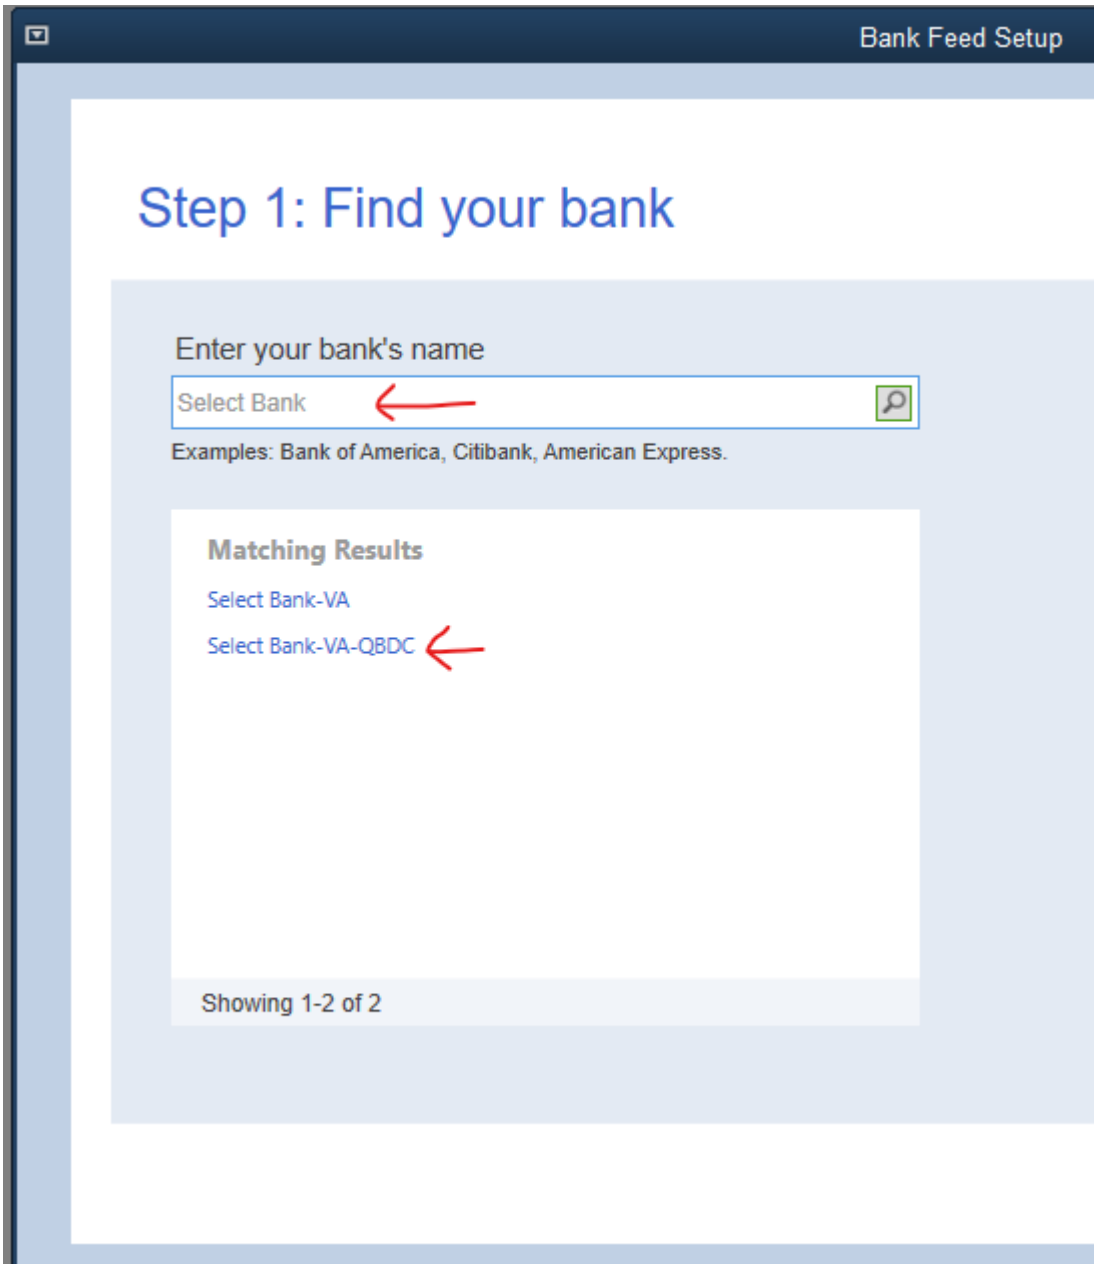 Bank Feed Setup
Step 1: Find your bank
Enter your bank's name
Select Bank
Examples: Bank of America, Citibank, American Express.
Matching Results
Select Bank-VA
Select Bank-VA-QBDC
Showing 1-2 of 2